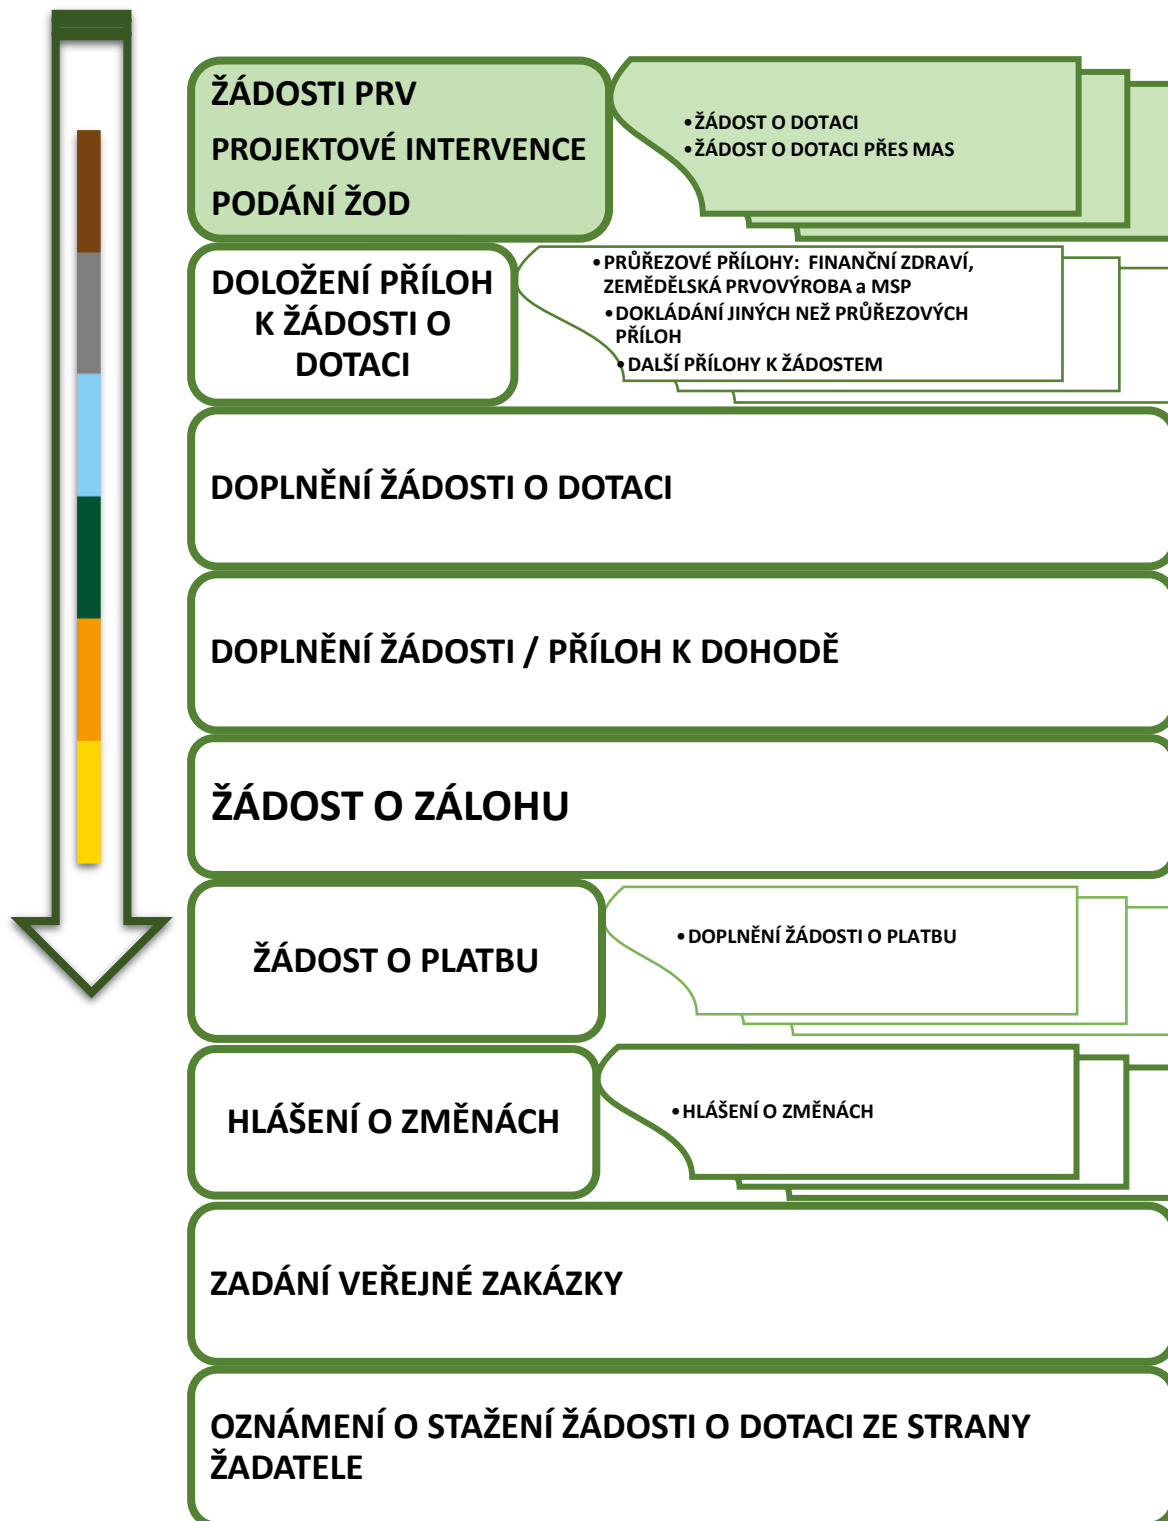 ŽÁDOSTI PRV
PROJEKTOVÉ INTERVENCE
PODÁNÍ ŽOD
•ŽÁDOST O DOTACI
•ŽÁDOST O DOTACI PŘES MAS
DOLOŽENÍ PŘÍLOH
K ŽÁDOSTI O
DOTACI
•PRŮŘEZOVÉ PŘÍLOHY: FINANČNÍ ZDRAVÍ,
ZEMĚDĚLSKÁ PRVOVÝROBA a MSP
•DOKLÁDÁNÍ JINÝCH NEŽ PRŮŘEZOVÝCH
PŘÍLOH
•DALŠÍ PŘÍLOHY K ŽÁDOSTEM
DOPLNĚNÍ ŽÁDOSTI O DOTACI
DOPLNĚNÍ ŽÁDOSTI / PŘÍLOH K DOHODĚ
ŽÁDOST O ZÁLOHU
ŽÁDOST O PLATBU
•DOPLNĚNÍ ŽÁDOSTI O PLATBU
HLÁŠENÍ O ZMĚNÁCH
•HLÁŠENÍ O ZMĚNÁCH
ZADÁNÍ VEŘEJNÉ ZAKÁZKY
OZNÁMENÍ O STAŽENÍ ŽÁDOSTI O DOTACI ZE STRANY
ŽADATELE